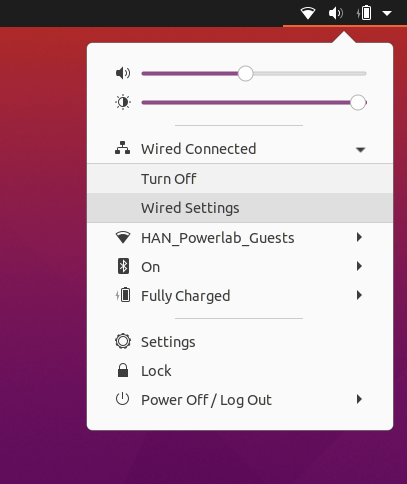 Wired Connected
Turn Off
Wired Settings
HAN_Powerlab_Guests
On
Fully Charged
Settings
Lock
Power Off / Log Out